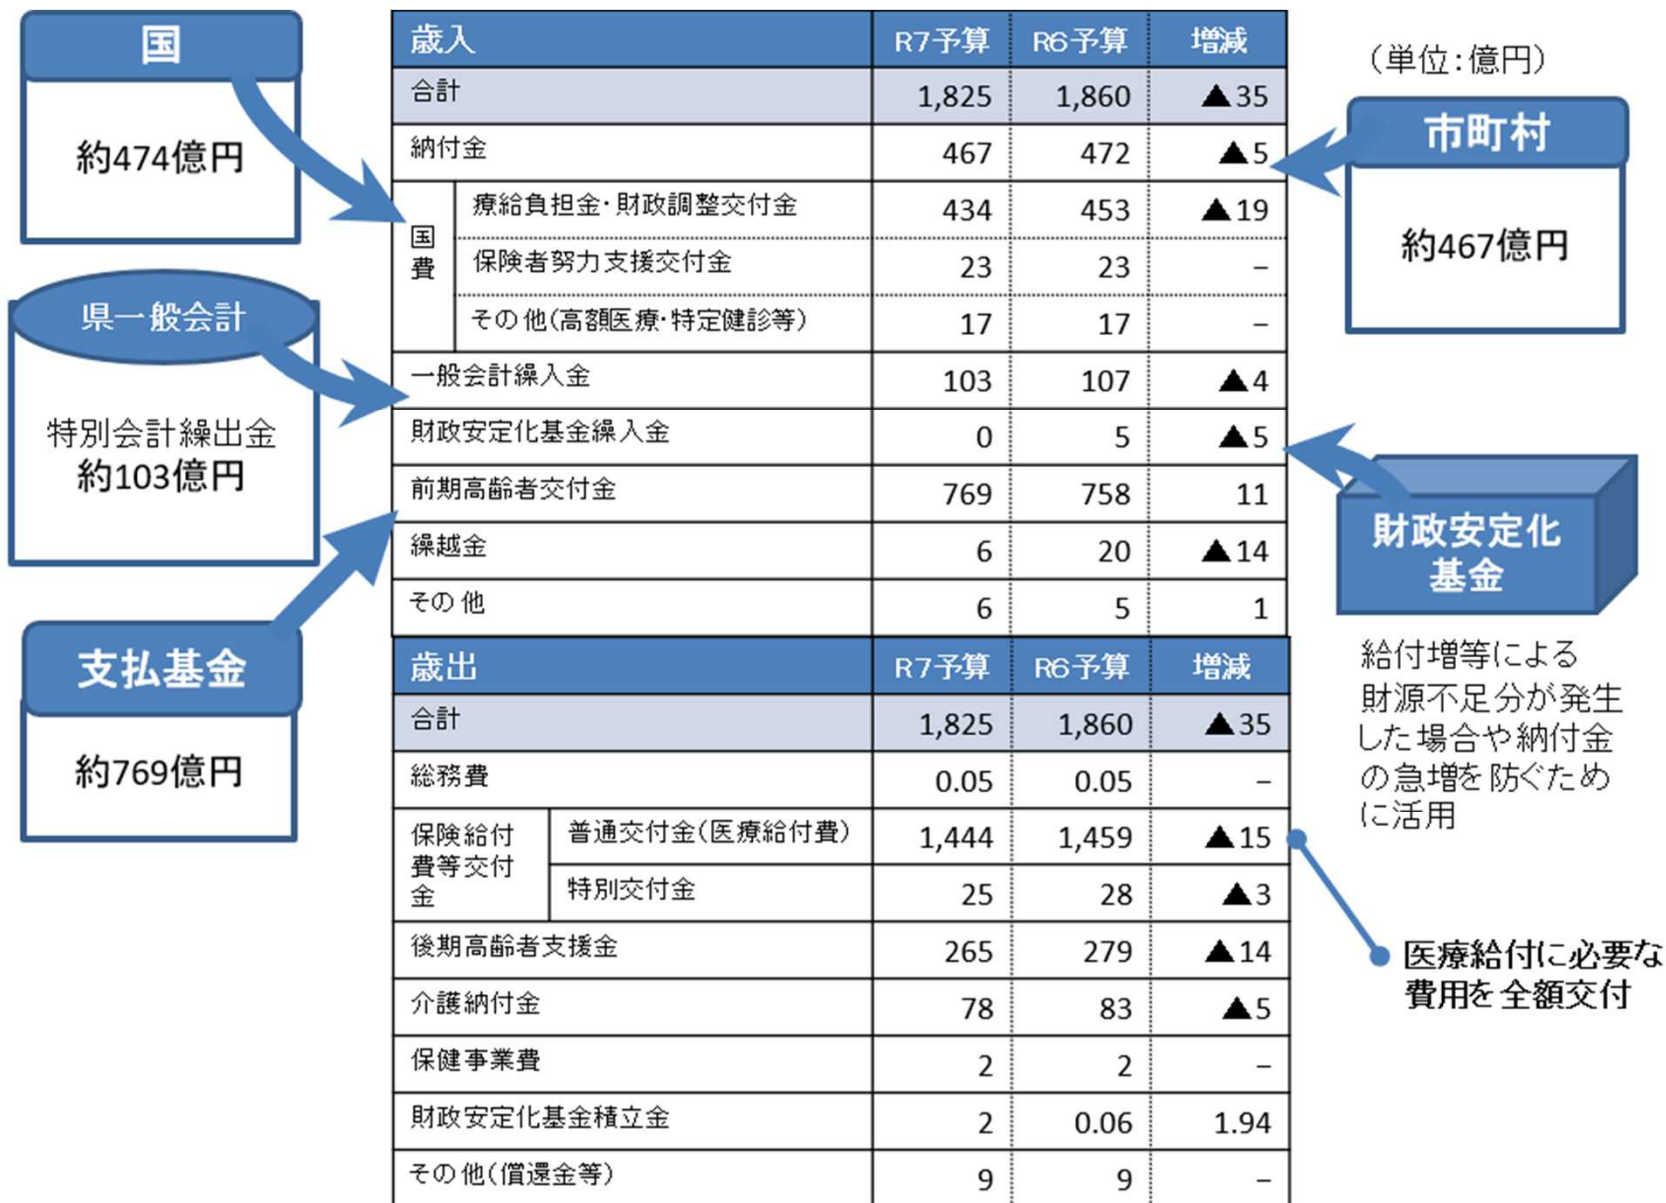 国
約474億円
県一般会計
特別会計繰出金
約103億円
支払基金
約769億円
歳入 R7予算 R6予算 増減
合計 1,825 1,860 ▲35
納付金 467 472 ▲5
国費
療給負担金・財政調整交付金 434 453 ▲19
保険者努力支援交付金 23 23 −
その他(高額医療・特定健診等) 17 17 −
一般会計繰入金 103 107 ▲4
財政安定化基金繰入金 0 5 ▲5
前期高齢者交付金 769 758 11
繰越金 6 20 ▲14
その他 6 5 1
歳出 R7予算 R6予算 増減
合計 1,825 1,860 ▲35
総務費 0.05 0.05 −
保険給付
費等交付
金
普通交付金(医療給付費) 1,444 1,459 ▲15
特別交付金 25 28 ▲3
後期高齢者支援金 265 279 ▲14
介護納付金 78 83 ▲5
保健事業費 2 2 −
財政安定化基金積立金 2 0.06 1.94
その他(償還金等) 9 9 −
(単位:億円)
市町村
約467億円
財政安定化
基金
給付増等による
財源不足分が発生
した場合や納付金
の急増を防ぐため
に活用
医療給付に必要な
費用を全額交付